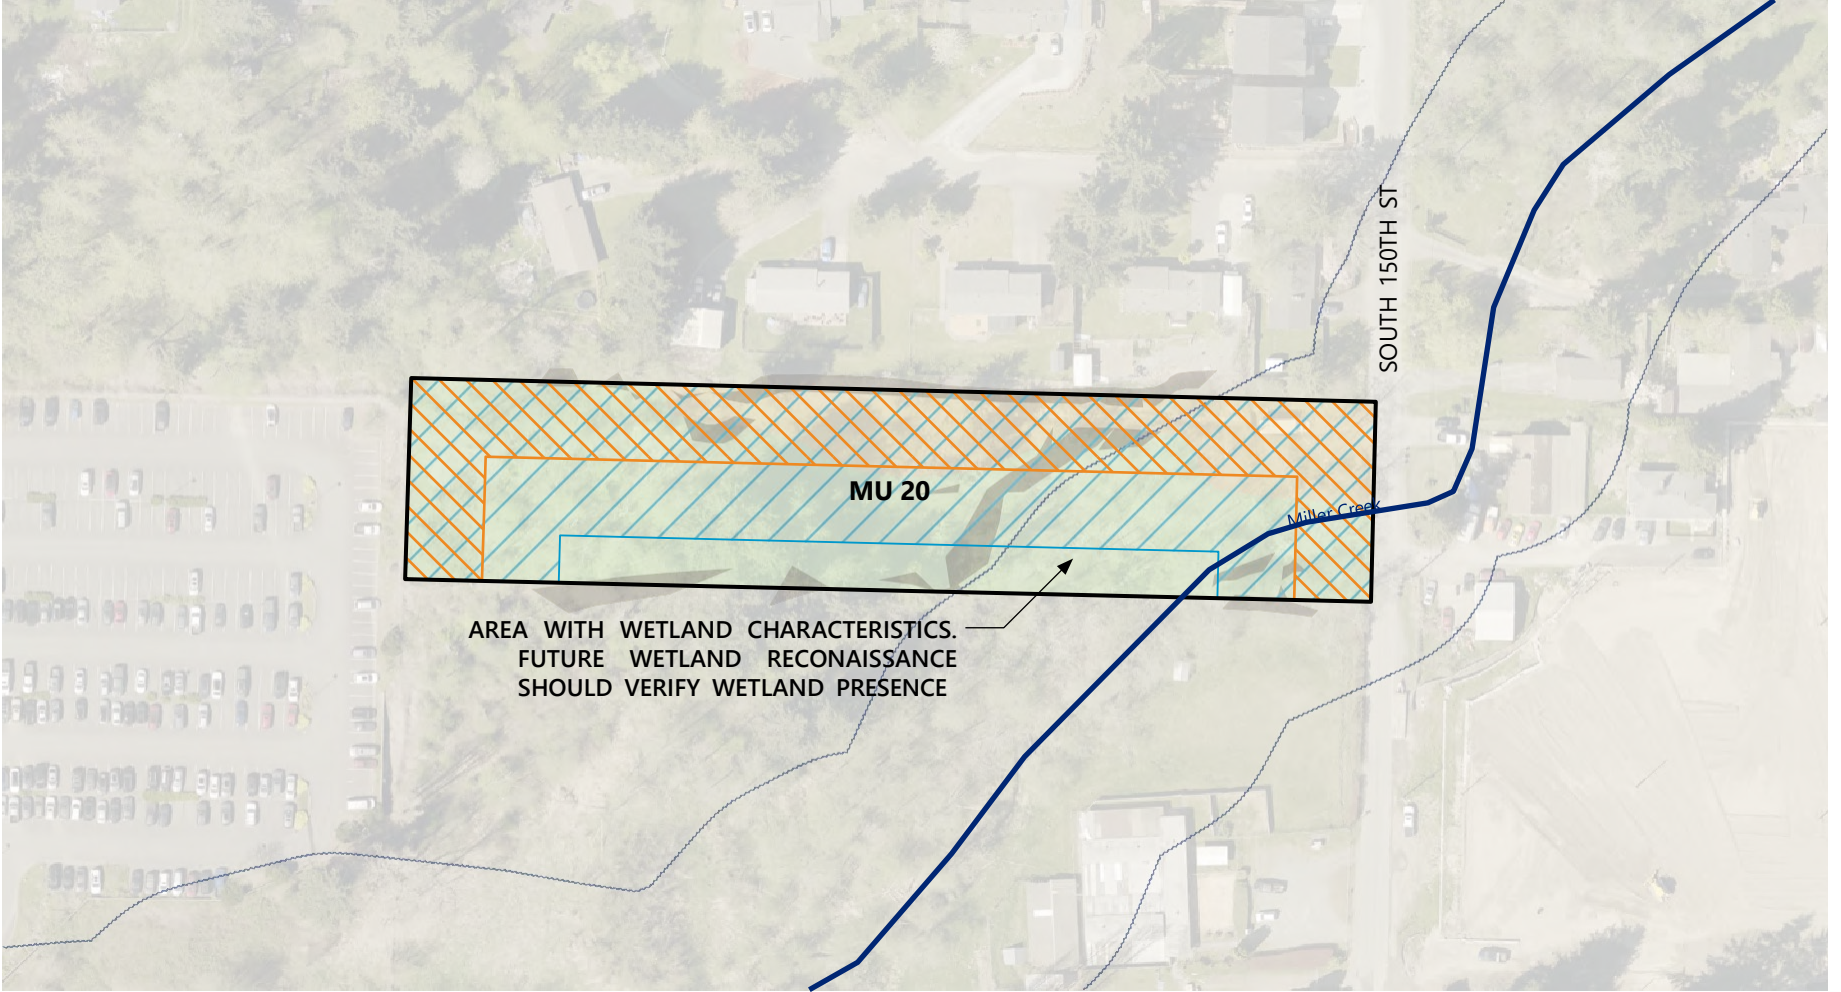 SOUTH 150TH ST
MU 20
Miller Creek
AREA WITH WETLAND CHARACTERISTICS.
FUTURE WETLAND RECONAISSANCE
SHOULD VERIFY WETLAND PRESENCE